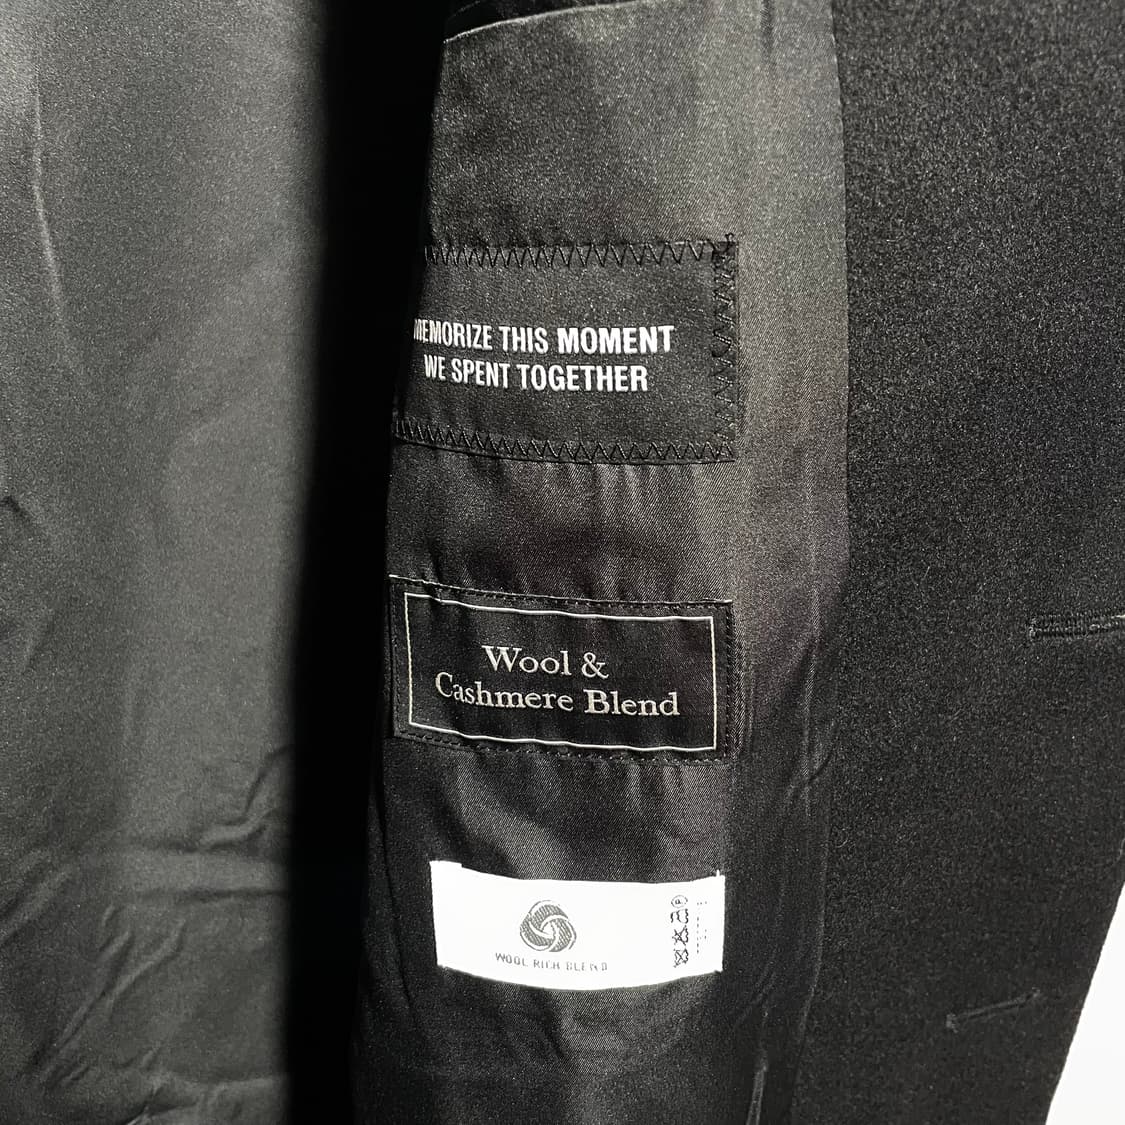 MEMORIZE THIS MOMENT
WE SPENT TOGETHER
Wool &
Cashmere Blend
WOOL RICH BLEND